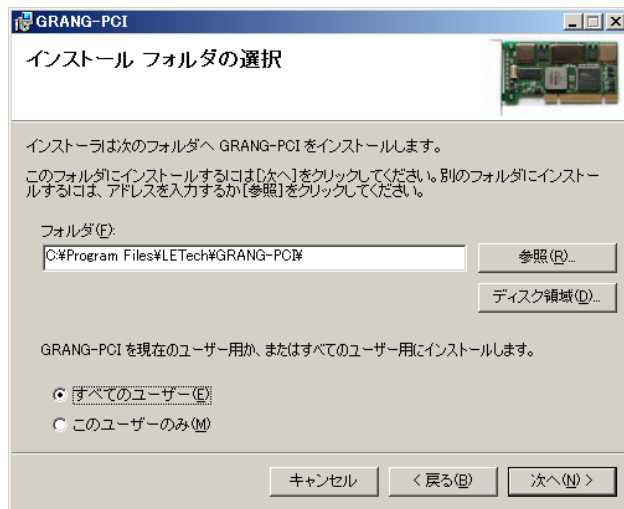 GRANG-PCI
インストール フォルダの選択
インストーラは次のフォルダへ GRANG-PCI をインストールします。
このフォルダにインストールするには[次へ]をクリックしてください。別のフォルダにインストー
ルするには、アドレスを入力するか[参照]をクリックしてください。
フォルダ(F):
C:¥Program Files¥LETech¥GRANG-PCI¥
参照(R)...
ディスク領域(D)...
GRANG-PCI を現在のユーザー用か、またはすべてのユーザー用にインストールします。
すべてのユーザー(E)
このユーザーのみ(M)
キャンセル
< 戻る(B)
次へ(N) >